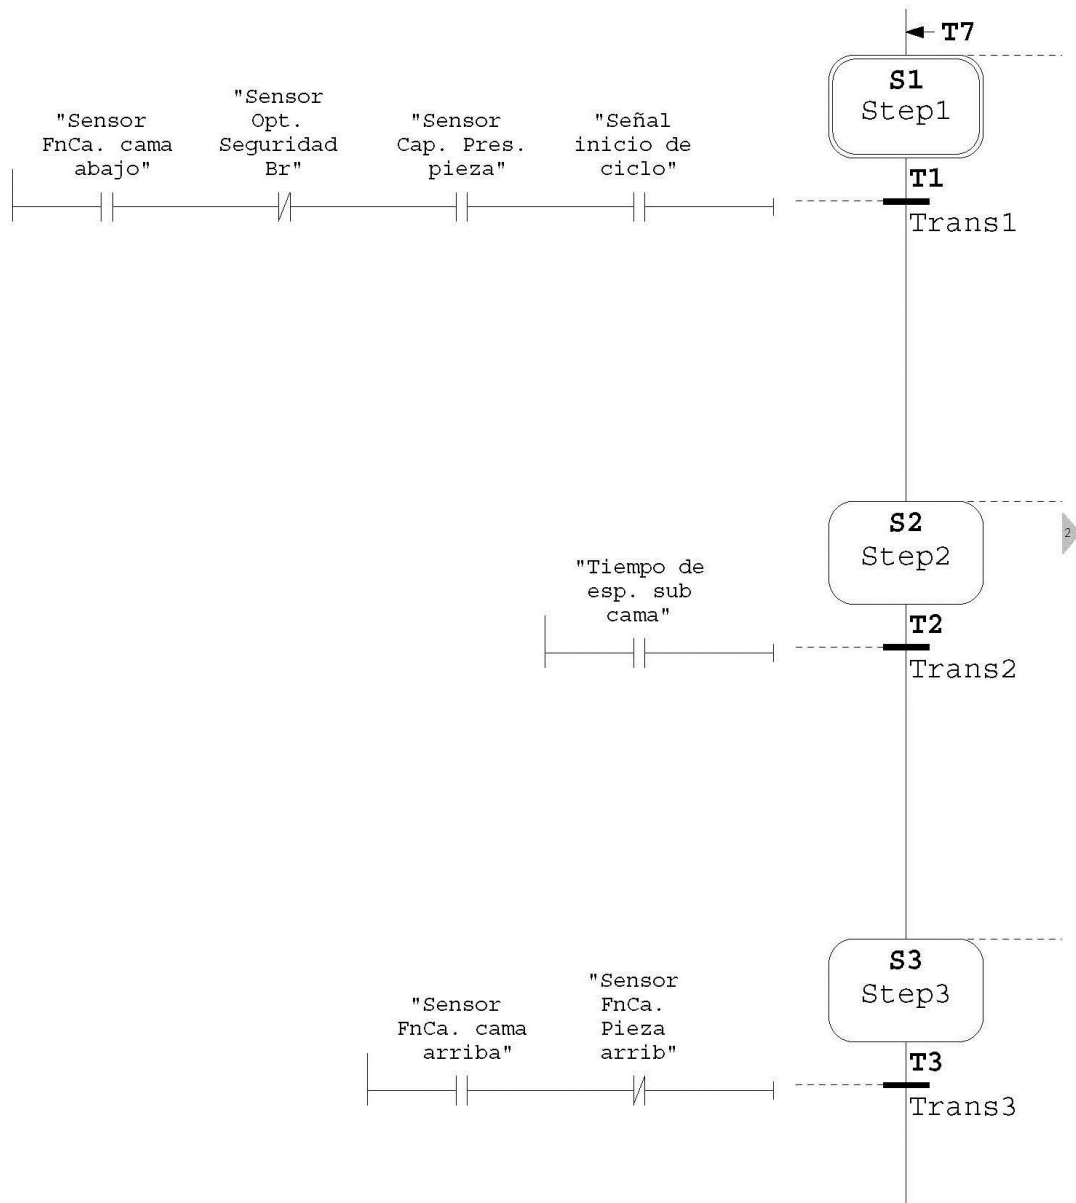 T7
S1
Step1
"Sensor
FnCa. cama
abajo"
"Sensor
Opt.
Seguridad
Br"
"Sensor
Cap. Pres.
pieza"
"Señal
inicio de
ciclo"
T1
Trans1
S2
Step2
2
"Tiempo de
esp. sub
cama"
T2
Trans2
S3
Step3
"Sensor
FnCa. cama
arriba"
"Sensor
FnCa.
Pieza
arrib"
T3
Trans3